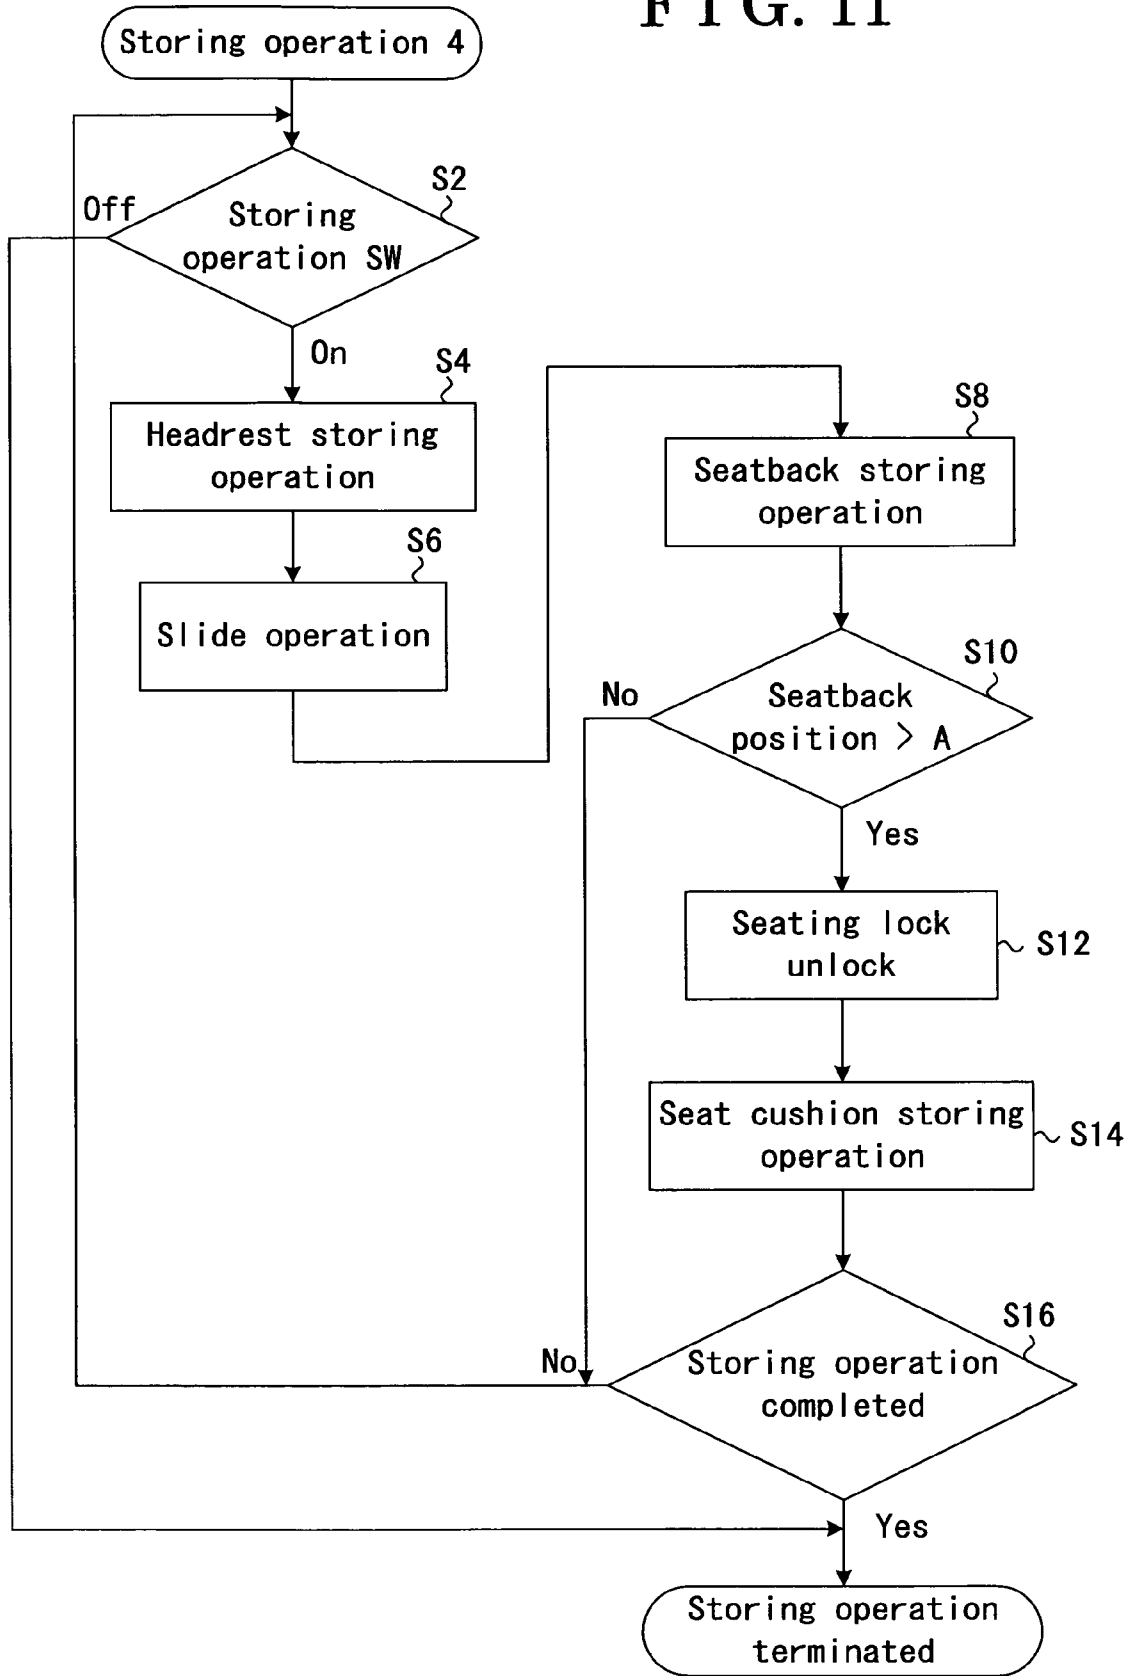 FIG. 11
Storing operation 4
S2
Off
Storing
operation SW
On
S4
Headrest storing
operation
S6
Slide operation
S8
Seatback storing
operation
S10
No
Seatback
position > A
Yes
Seating lock
unlock
S12
Seat cushion storing
operation
S14
S16
No
Storing operation
completed
Yes
Storing operation
terminated